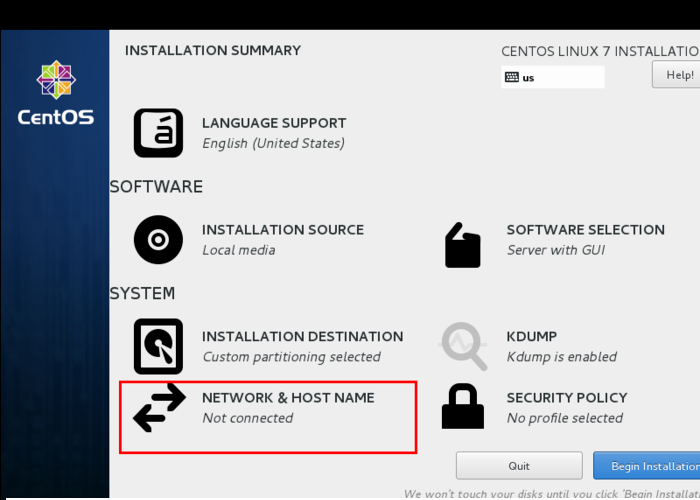 INSTALLATION SUMMARY
CENTOS LINUX 7 INSTALLATIO
us
Help!
CentOS
á
LANGUAGE SUPPORT
English (United States)
SOFTWARE
INSTALLATION SOURCE
Local media
SOFTWARE SELECTION
Server with GUI
SYSTEM
INSTALLATION DESTINATION
Custom partitioning selected
KDUMP
Kdump is enabled
NETWORK & HOST NAME
Not connected
SECURITY POLICY
No profile selected
Quit
Begin Installation
We won't touch your disks until you click 'Begin Installat